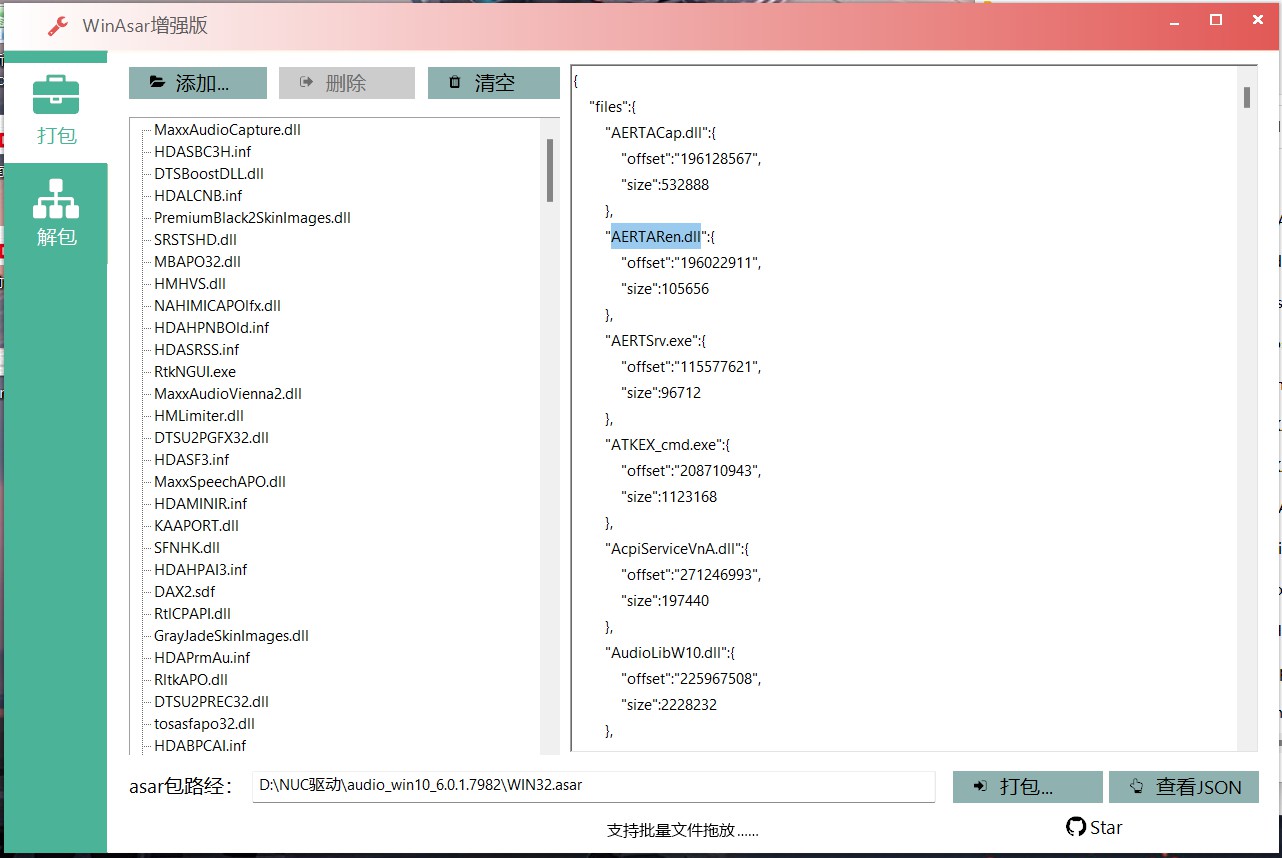 WinAsar增强版
打包
解包
添加...
删除
清空
MaxxAudioCapture.dll
HDASBC3H.inf
DTSBoostDLL.dll
HDALCNB.inf
PremiumBlack2SkinImages.dll
SRSTSHD.dll
MBAPO32.dll
HMHVS.dll
NAHIMICAPOlfx.dll
HDAHPNBOld.inf
HDASRSS.inf
RtkNGUI.exe
MaxxAudioVienna2.dll
HMLimiter.dll
DTSU2PGFX32.dll
HDASF3.inf
MaxxSpeechAPO.dll
HDAMINIR.inf
KAAPORT.dll
SFNHK.dll
HDAHPAI3.inf
DAX2.sdf
RtlCPAPI.dll
GrayJadeSkinImages.dll
HDAPrmAu.inf
RltkAPO.dll
DTSU2PREC32.dll
tosasfapo32.dll
HDABPCAI.inf
{
"files":{
"AERTACap.dll":{
"offset":"196128567",
"size":532888
},
"AERTARen.dll":{
"offset":"196022911",
"size":105656
},
"AERTSrv.exe":{
"offset":"115577621",
"size":96712
},
"ATKEX_cmd.exe":{
"offset":"208710943",
"size":1123168
},
"AcpiServiceVnA.dll":{
"offset":"271246993",
"size":197440
},
"AudioLibW10.dll":{
"offset":"225967508",
"size":2228232
},
asar包路经：
D:\NUC驱动\audio_win10_6.0.1.7982\WIN32.asar
打包...
查看JSON
支持批量文件拖放......
Star